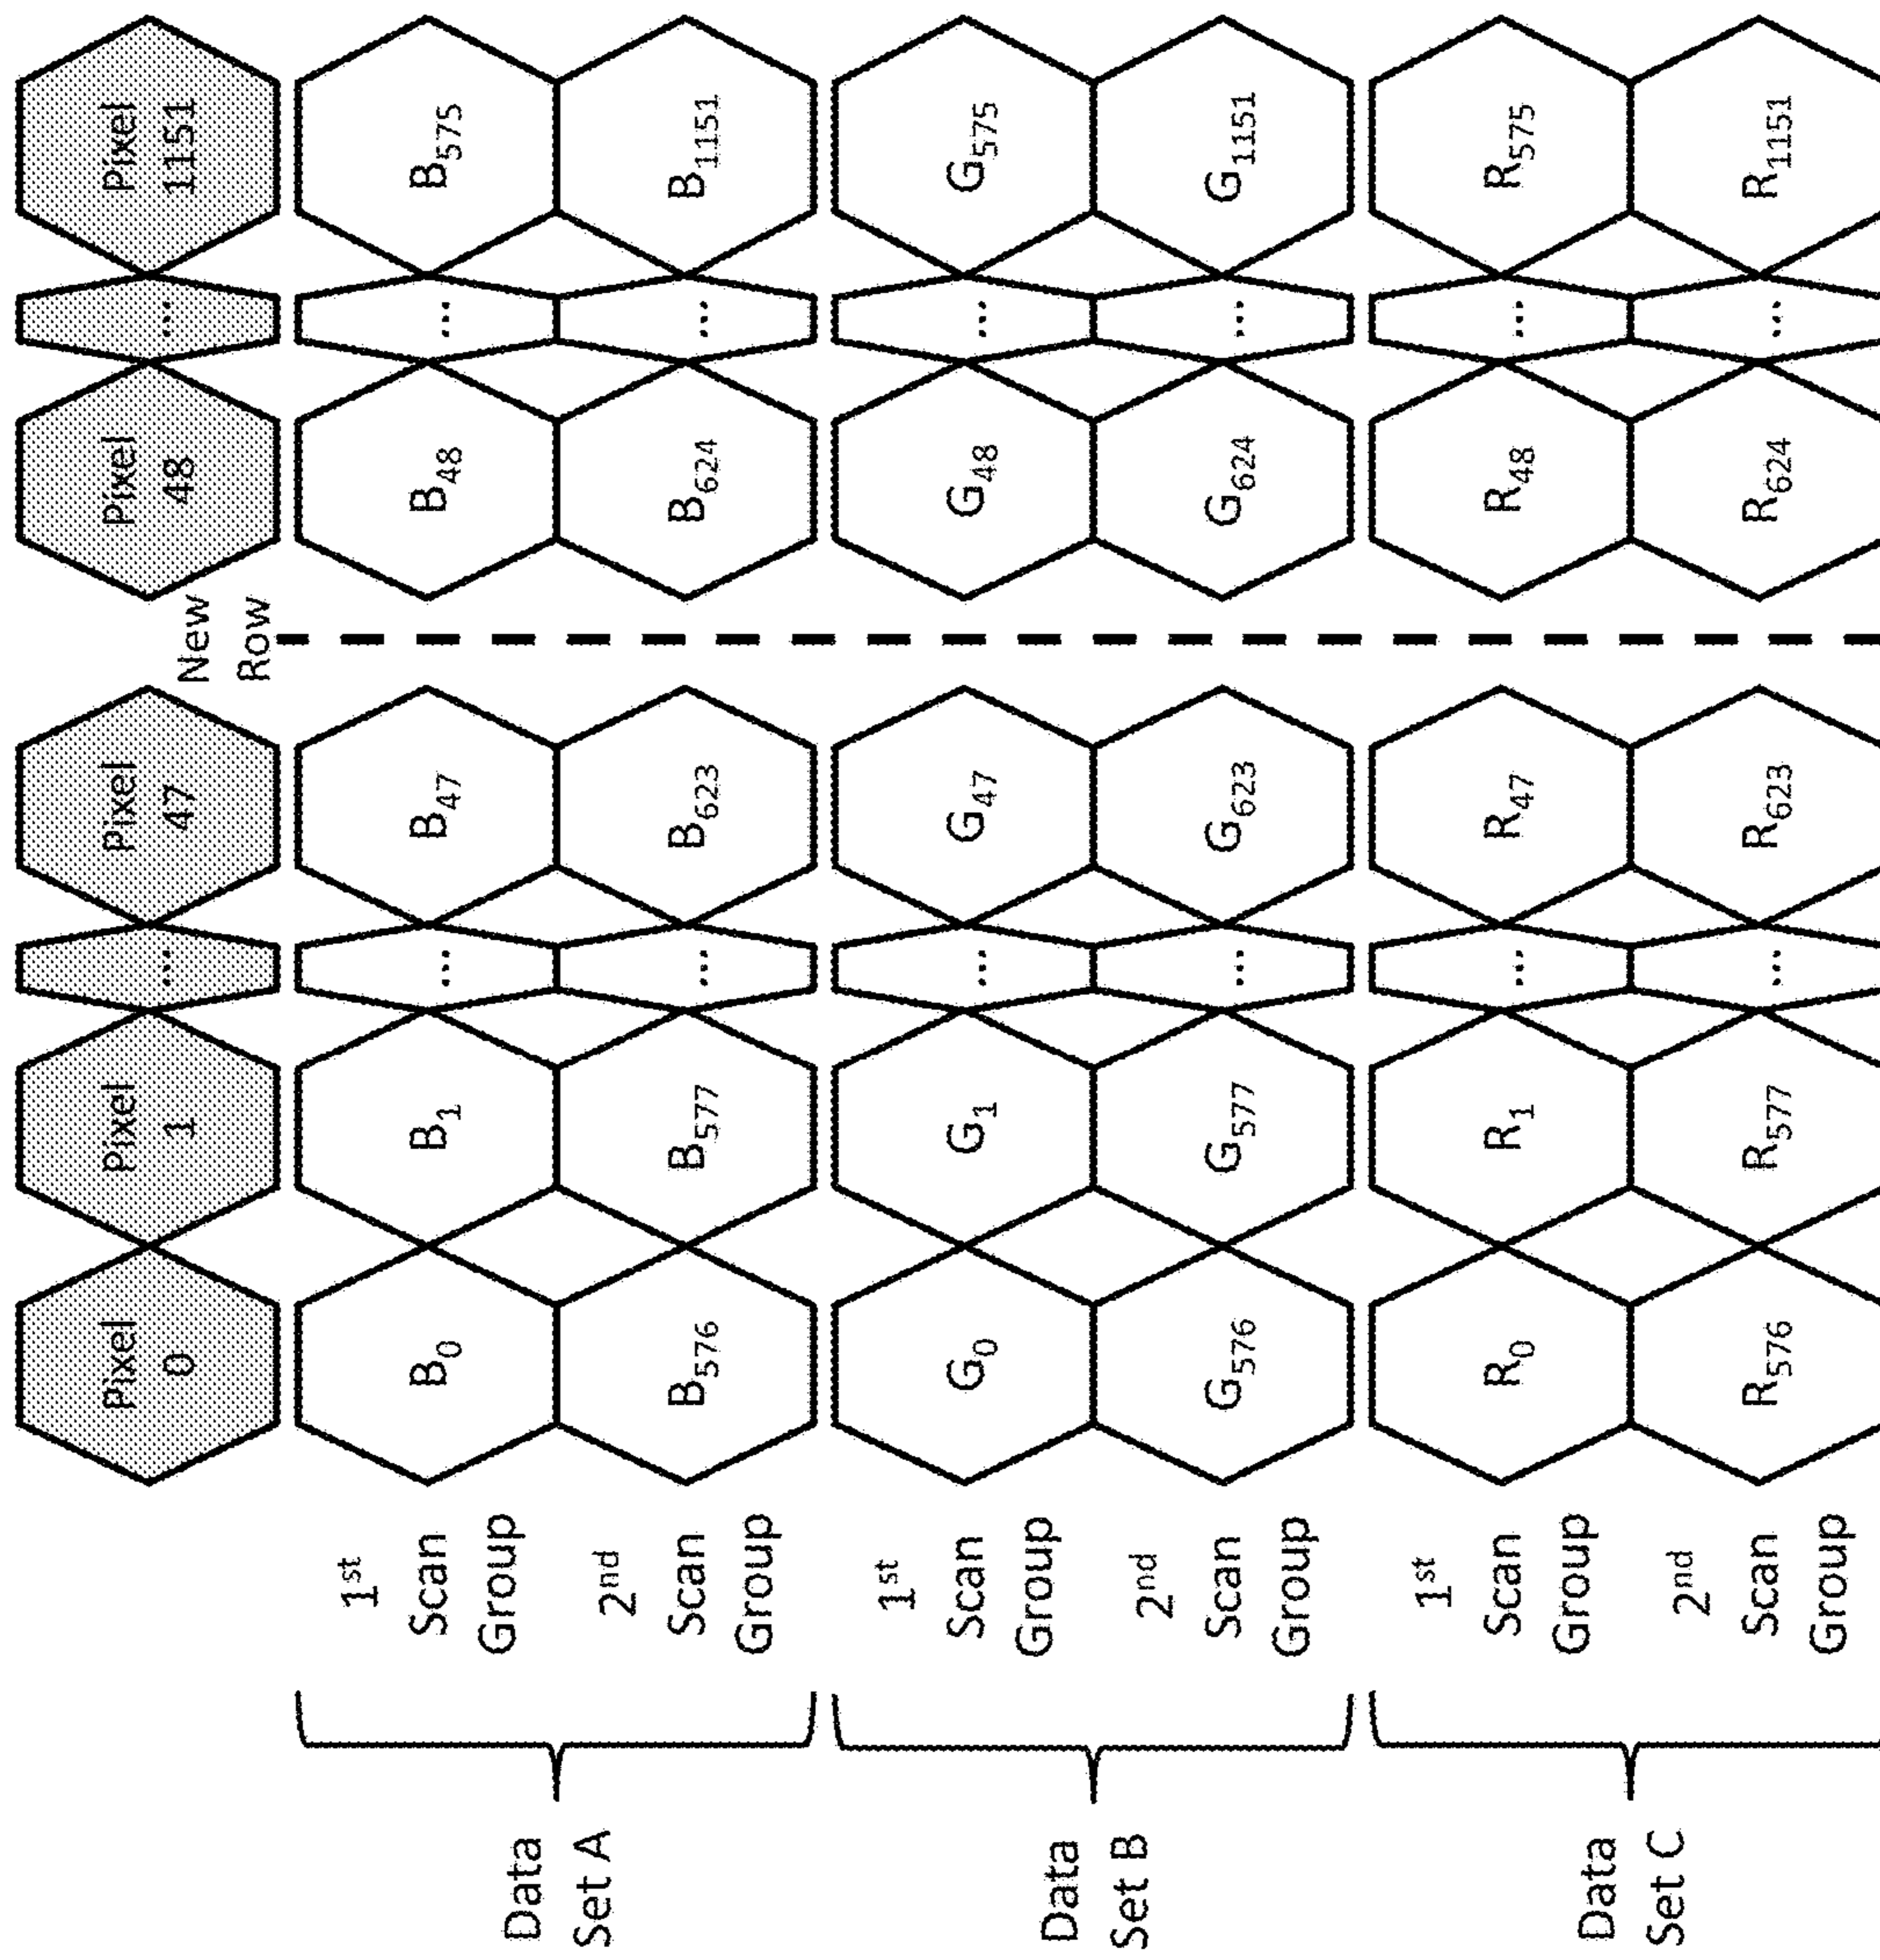 Pixel
0
Pixel
1
...
Pixel
47
New
Row
Pixel
48
...
Pixel
1151
Data
Set A
1st
Scan
Group
B0
B1
...
B47
B48
...
B575
2nd
Scan
Group
B576
B577
...
B623
B624
...
B1151
Data
Set B
1st
Scan
Group
G0
G1
...
G47
G48
...
G575
2nd
Scan
Group
G576
G577
...
G623
G624
...
G1151
Data
Set C
1st
Scan
Group
R0
R1
...
R47
R48
...
R575
2nd
Scan
Group
R576
R577
...
R623
R624
...
R1151